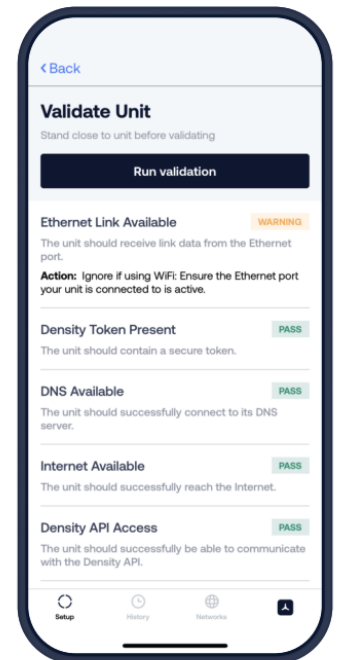 Back
Validate Unit
Stand close to unit before validating
Run validation
Ethernet Link Available WARNING
The unit should receive link data from the Ethernet
port.
Action: Ignore if using WiFi: Ensure the Ethernet port
your unit is connected to is active.
Density Token Present PASS
The unit should contain a secure token.
DNS Available PASS
The unit should successfully connect to its DNS
server.
Internet Available PASS
The unit should successfully reach the Internet.
Density API Access PASS
The unit should successfully be able to communicate
with the Density API.
Setup History Networks